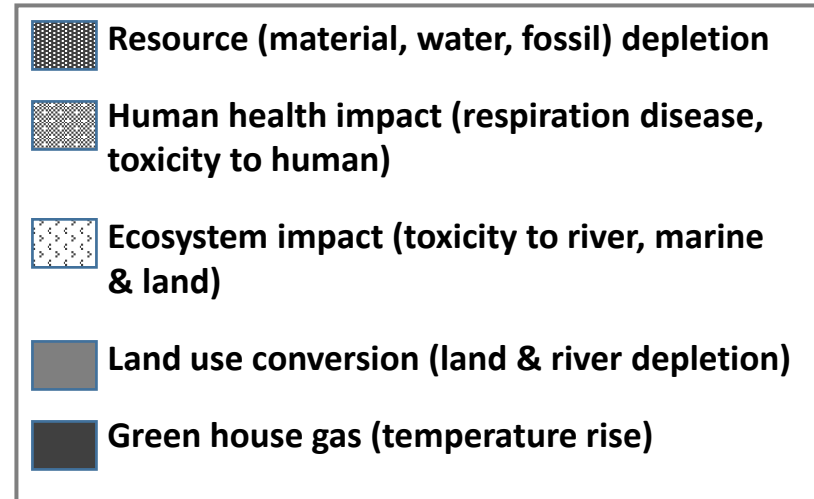 Resource (material, water, fossil) depletion
Human health impact (respiration disease,
toxicity to human)
Ecosystem impact (toxicity to river, marine
& land)
Land use conversion (land & river depletion)
Green house gas (temperature rise)